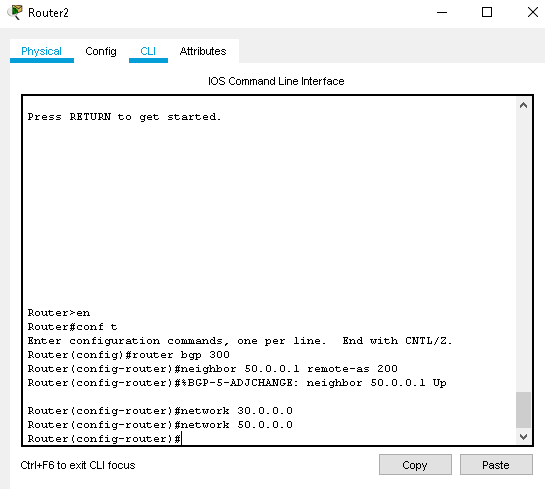 Router2
Physical Config CLI Attributes
IOS Command Line Interface
Press RETURN to get started.
Router>en
Router#conf t
Enter configuration commands, one per line.  End with CNTL/Z.
Router(config)#router bgp 300
Router(config-router)#neighbor 50.0.0.1 remote-as 200
Router(config-router)#%BGP-5-ADJCHANGE: neighbor 50.0.0.1 Up
Router(config-router)#network 30.0.0.0
Router(config-router)#network 50.0.0.0
Router(config-router)#
Ctrl+F6 to exit CLI focus
Copy Paste